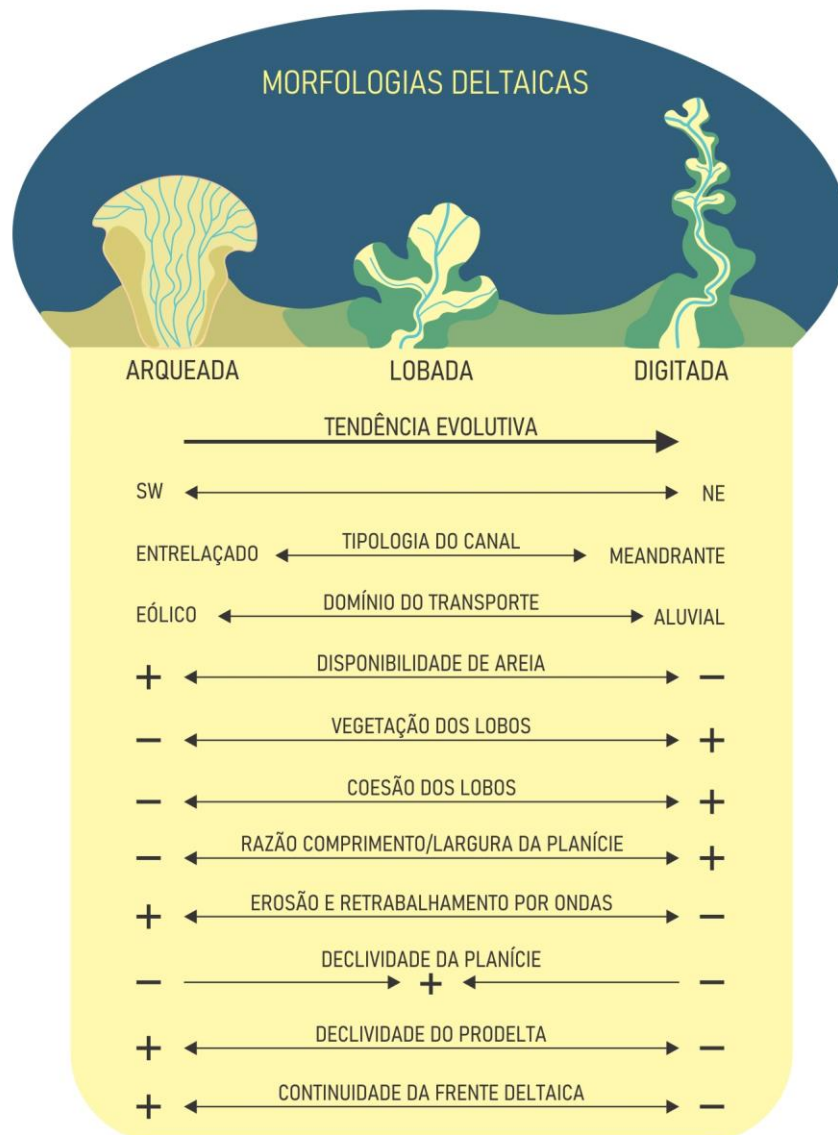 MORFOLOGIAS DELTAICAS
ARQUEADA LOBADA DIGITADA
TENDÊNCIA EVOLUTIVA
SW NE
ENTRELAÇADO TIPOLOGIA DO CANAL MEANDRANTE
EÓLICO DOMÍNIO DO TRANSPORTE ALUVIAL
DISPONIBILIDADE DE AREIA
+ −
VEGETAÇÃO DOS LOBOS
− +
COESÃO DOS LOBOS
− +
RAZÃO COMPRIMENTO/LARGURA DA PLANÍCIE
− +
EROSÃO E RETRABALHAMENTO POR ONDAS
+ −
DECLIVIDADE DA PLANÍCIE
− + −
DECLIVIDADE DO PRODELTA
+ −
CONTINUIDADE DA FRENTE DELTAICA
+ −